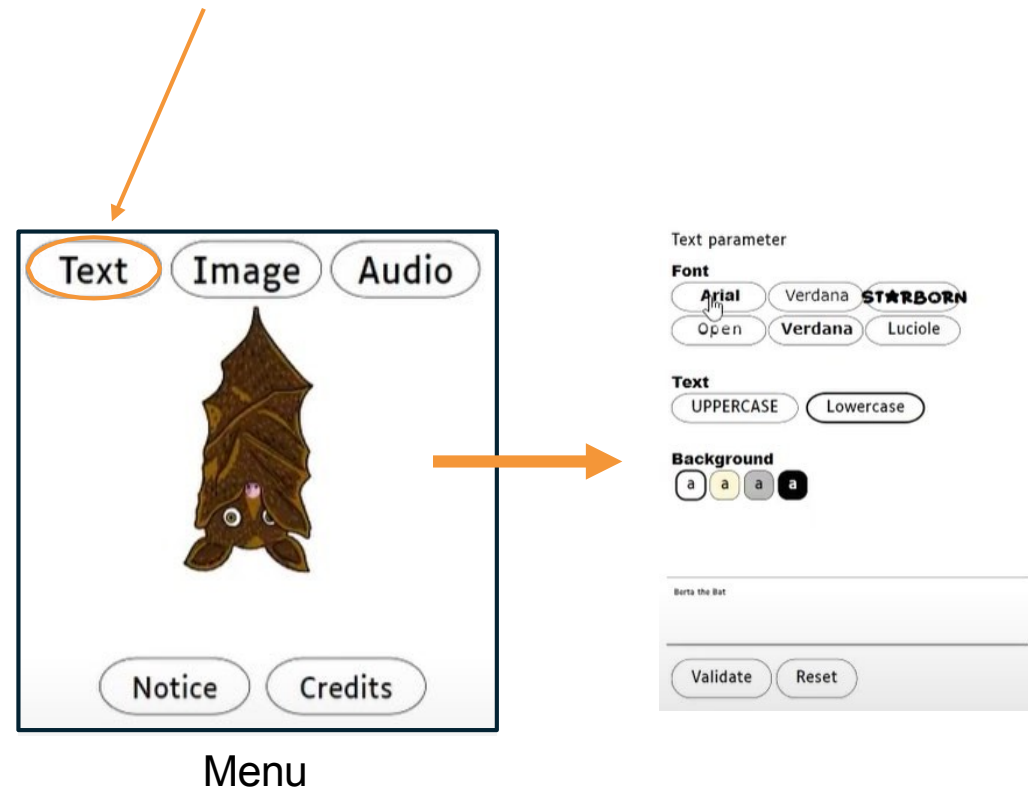 Text Image Audio
Notice Credits
Menu
Text parameter
Font
Arial Verdana STARBORN
Open Verdana Luciole
Text
UPPERCASE Lowercase
Background
a a a a
Berta the Bat
Validate Reset